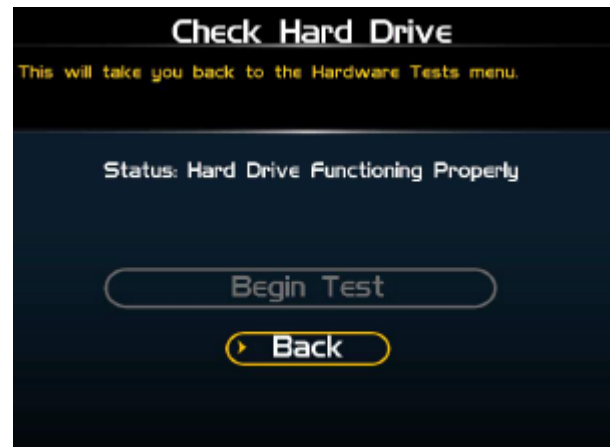 Check Hard Drive
This will take you back to the Hardware Tests menu.
Status: Hard Drive Functioning Properly
Begin Test
Back